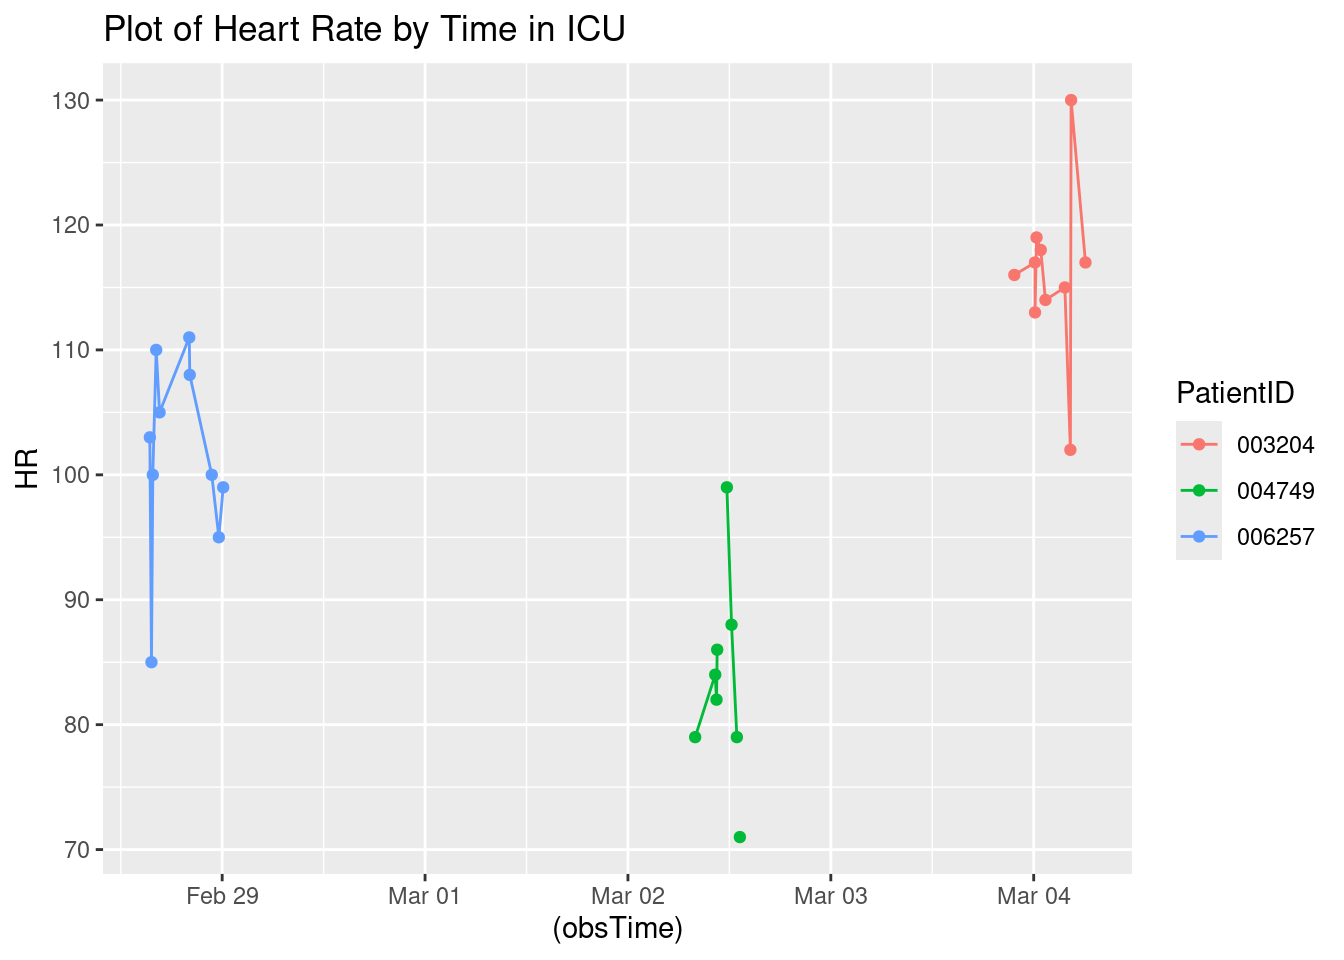 Plot of Heart Rate by Time in ICU
130
120
110
100
90
80
70
HR
Feb 29
Mar 01
Mar 02
Mar 03
Mar 04
(obsTime)
PatientID
003204
004749
006257